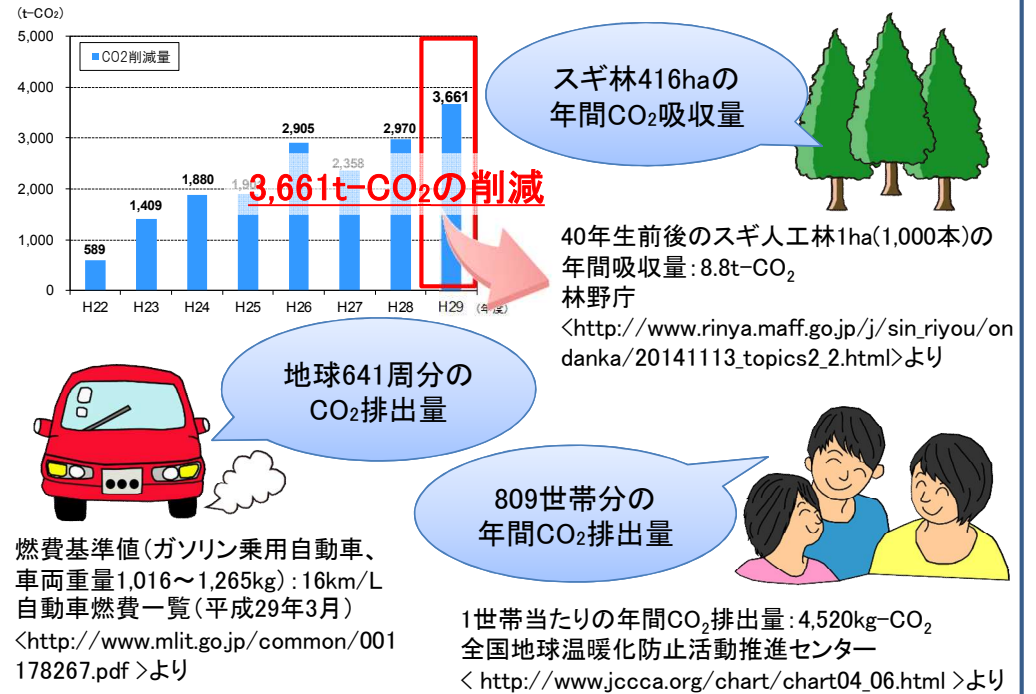 (t-CO₂)
5,000
4,000
3,000
2,000
1,000
0
CO2削減量
589
1,409
1,880
2,905
2,358
2,970
3,661
H22 H23 H24 H25 H26 H27 H28 H29 (年度)
3,661t-CO₂の削減
スギ林416haの
年間CO₂吸収量
40年生前後のスギ人工林1ha(1,000本)の
年間吸収量:8.8t-CO₂
林野庁
<http://www.rinya.maff.go.jp/j/sin_riyou/on
danka/20141113_topics2_2.html>より
地球641周分の
CO₂排出量
燃費基準値(ガソリン乗用自動車、
車両重量1,016~1,265kg):16km/L
自動車燃費一覧(平成29年3月)
<http://www.mlit.go.jp/common/001
178267.pdf >より
809世帯分の
年間CO₂排出量
1世帯当たりの年間CO₂排出量:4,520kg-CO₂
全国地球温暖化防止活動推進センター
< http://www.jccca.org/chart/chart04_06.html >より